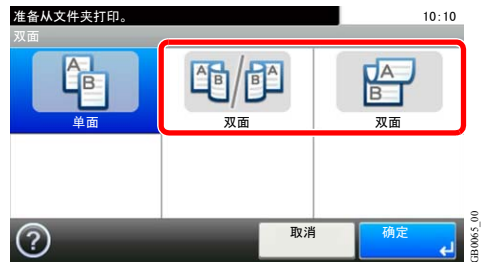 准备从文件夹打印。 10:10
双面
A B A B B A A B
单面 双面 双面
? 取消 确定
GB0065_00